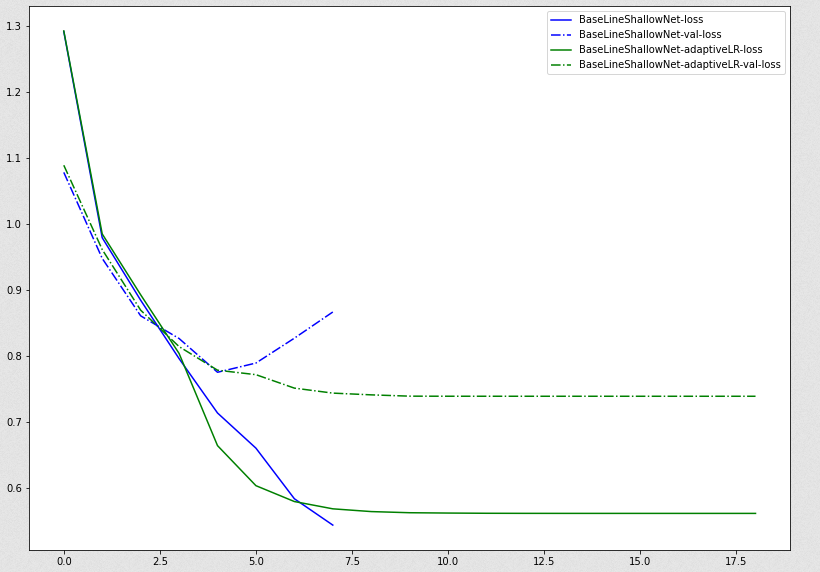 BaseLineShallowNet-loss
BaseLineShallowNet-val-loss
BaseLineShallowNet-adaptiveLR-loss
BaseLineShallowNet-adaptiveLR-val-loss
1.3
1.2
1.1
1.0
0.9
0.8
0.7
0.6
0.0 2.5 5.0 7.5 10.0 12.5 15.0 17.5